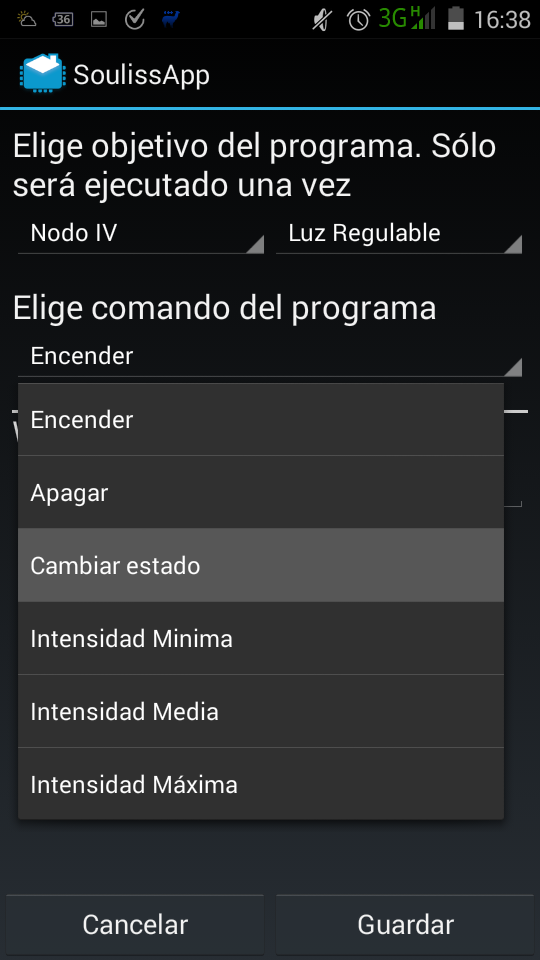 36
3G H
16:38
SoulissApp
Elige objetivo del programa. Sólo
será ejecutado una vez
Nodo IV
Luz Regulable
Elige comando del programa
Encender
Encender
Apagar
Cambiar estado
Intensidad Minima
Intensidad Media
Intensidad Máxima
Cancelar
Guardar